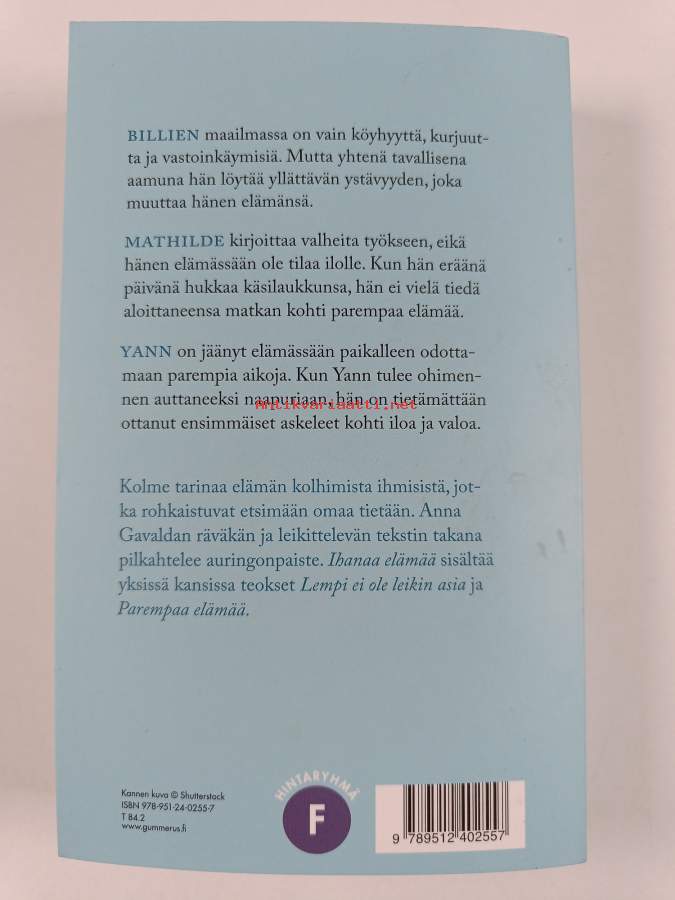 BILLIEN maailmassa on vain köyhyyttä, kurjuut-
ta ja vastoinkäymisiä. Mutta yhtenä tavallisena
aamuna hän löytää yllättävän ystävyyden, joka
muuttaa hänen elämänsä.
MATHILDE kirjoittaa valheita työkseen, eikä
hänen elämässään ole tilaa ilolle. Kun hän eräänä
päivänä hukkaa käsilaukkunsa, hän ei vielä tiedä
aloittaneensa matkan kohti parempaa elämää.
YANN on jäänyt elämässään paikalleen odotta-
maan parempia aikoja. Kun Yann tulee ohimen-
nen auttaneeksi naapuriaan, hän on tietämättään
Antikvariaatti.net
ottanut ensimmäiset askeleet kohti iloa ja valoa.
Kolme tarinaa elämän kolhimista ihmisistä, jot-
ka rohkaistuvat etsimään omaa tietään. Anna
Gavaldan räväkän ja leikittelevän tekstin takana
pilkahtelee auringonpaiste. Ihanaa elämää sisältää
yksissä kansissa teokset Lempi ei ole leikin asia ja
Parempaa elämää.
Kannen kuva © Shutterstock
ISBN 978-951-24-0255-7
T 84.2
www.gummerus.fi
HINTARYHMÄ
F
9 789512 402557